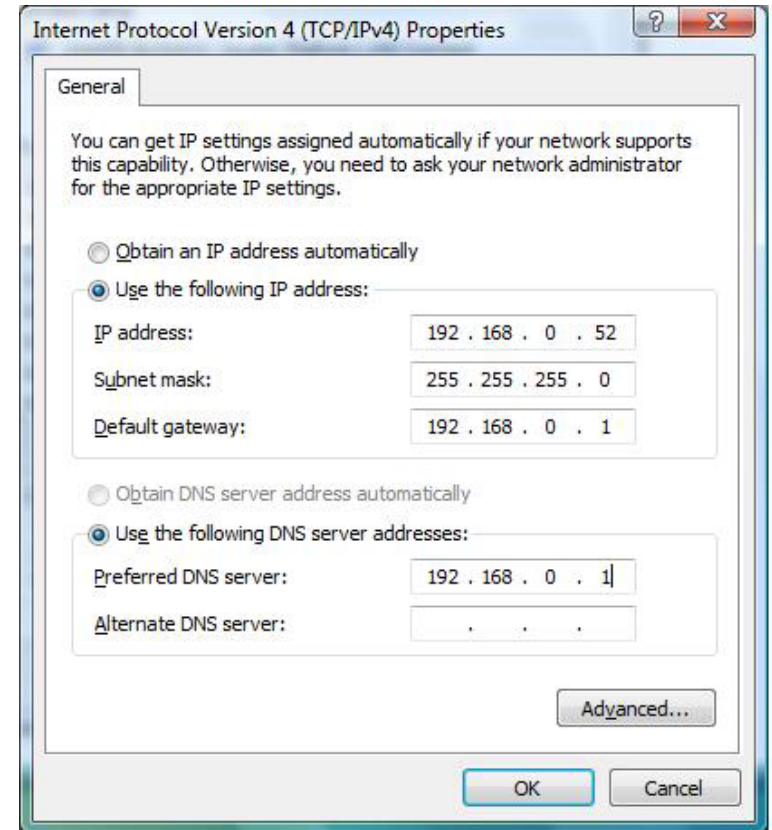 Internet Protocol Version 4 (TCP/IPv4) Properties
?
X
General
You can get IP settings assigned automatically if your network supports
this capability. Otherwise, you need to ask your network administrator
for the appropriate IP settings.
Obtain an IP address automatically
Use the following IP address:
IP address: 192 . 168 . 0 . 52
Subnet mask: 255 . 255 . 255 . 0
Default gateway: 192 . 168 . 0 . 1
Obtain DNS server address automatically
Use the following DNS server addresses:
Preferred DNS server: 192 . 168 . 0 . 1
Alternate DNS server: . . .
Advanced...
OK Cancel